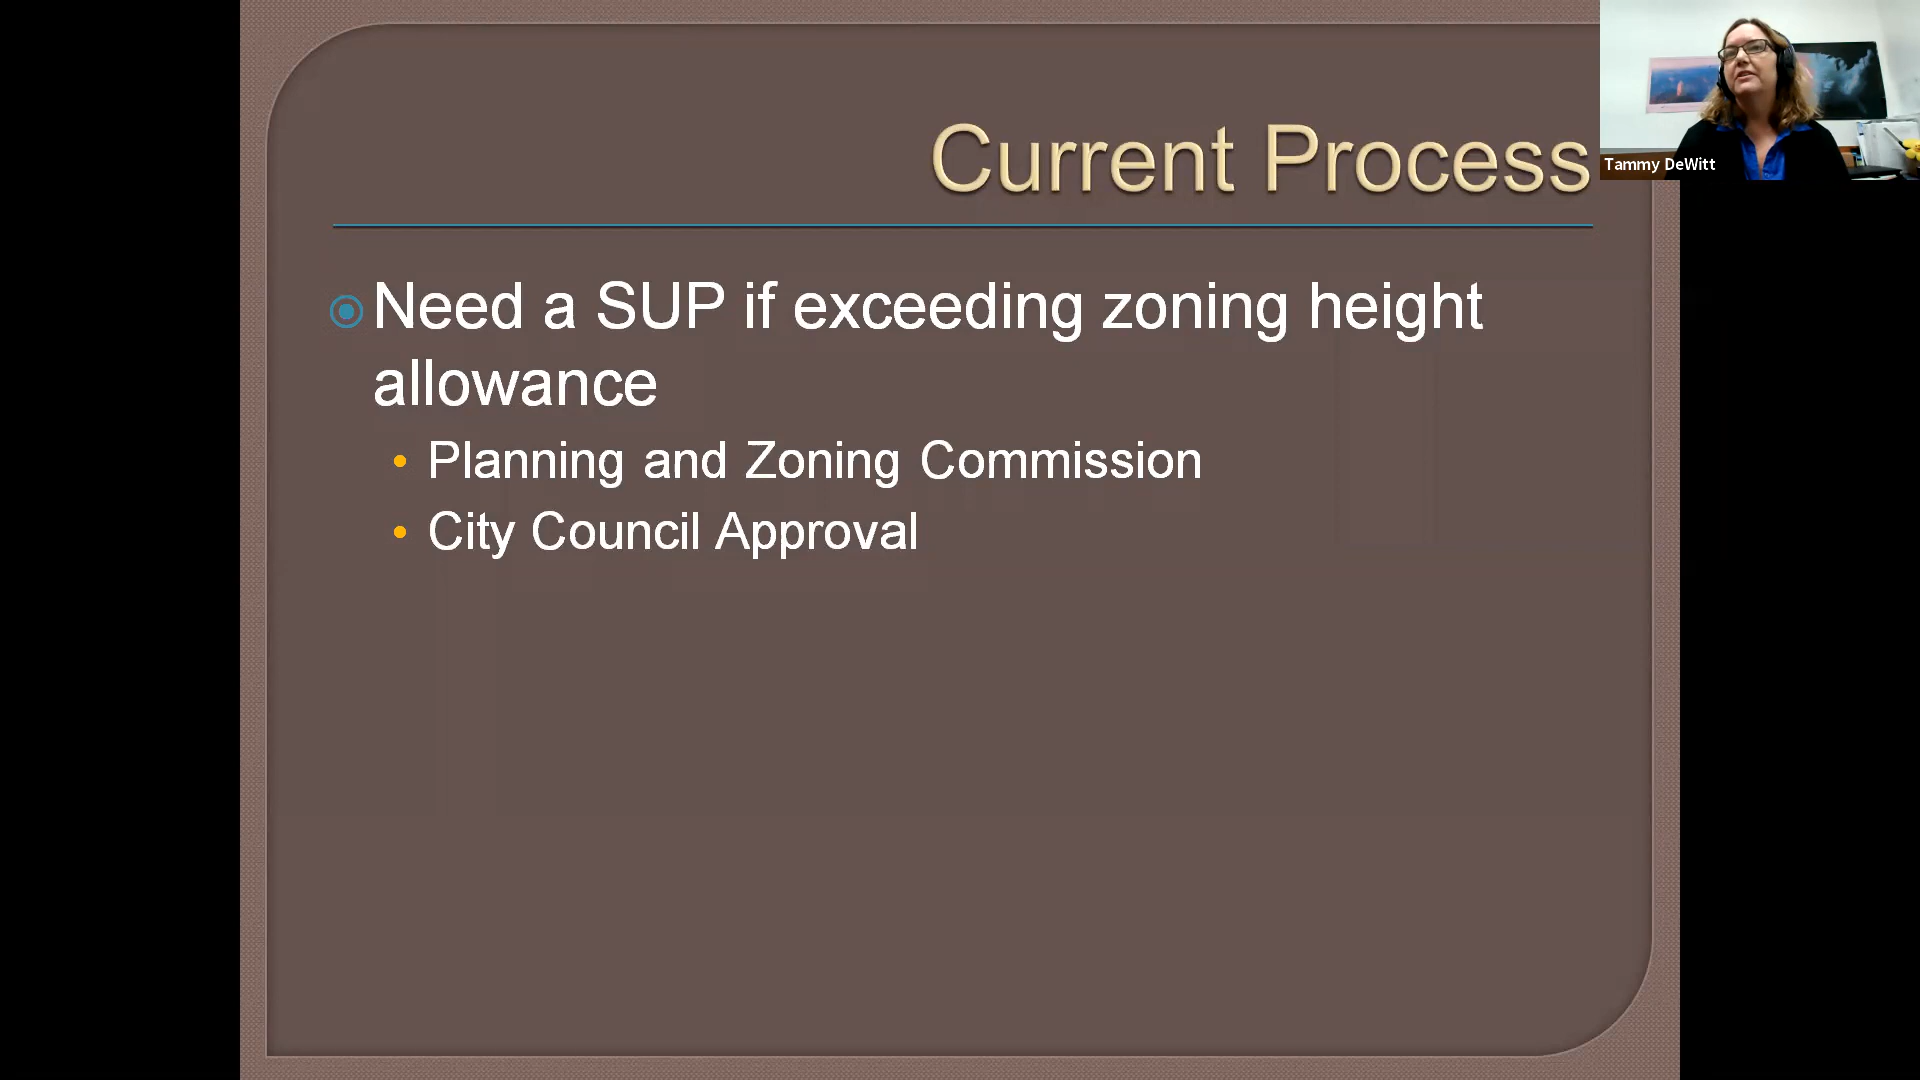 Current Process
Tammy DeWitt
Need a SUP if exceeding zoning height
allowance
Planning and Zoning Commission
City Council Approval